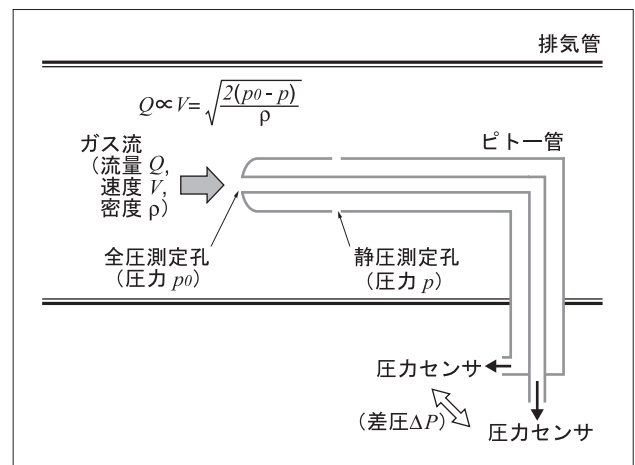 排気管
Q∝V=√2(p0 - p)/ρ
ピトー管
ガス流
(流量 Q,
速度 V,
密度 ρ)
全圧測定孔
(圧力 p0)
静圧測定孔
(圧力 p)
圧力センサ
(差圧ΔP)
圧力センサ